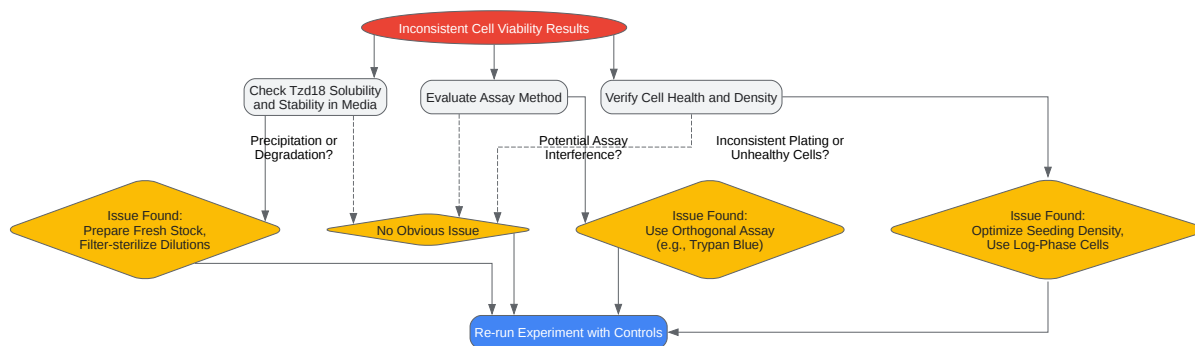 Inconsistent Cell Viability Results
Check Tzd18 Solubility
and Stability in Media
Evaluate Assay Method
Verify Cell Health and Density
Precipitation or
Degradation?
Potential Assay
Interference?
Inconsistent Plating or
Unhealthy Cells?
Issue Found:
Prepare Fresh Stock,
Filter-sterilize Dilutions
No Obvious Issue
Issue Found:
Use Orthogonal Assay
(e.g., Trypan Blue)
Issue Found:
Optimize Seeding Density,
Use Log-Phase Cells
Re-run Experiment with Controls